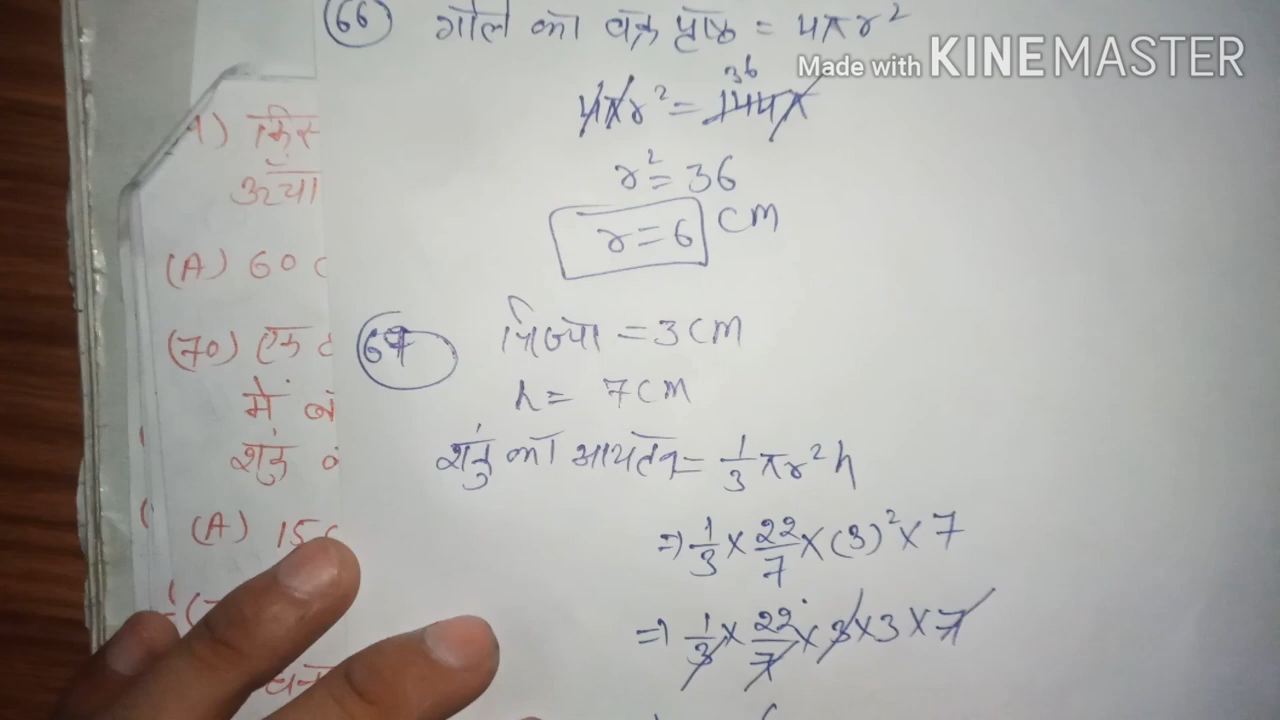 (66) गोले का वक्र पृष्ठ = 4πr²
Made with KINEMASTER
36
4πr² = 144π
r² = 36
r = 6 cm
1) किस
ऊँचा
(A) 60 c
(70) एक
में
शंकु
(A) 15
(67) त्रिज्या = 3 CM
h = 7 CM
शंकु का आयतन = 1/3 πr²h
⇒ 1/3 × 22/7 × (3)² × 7
⇒ 1/3 × 22/7 × 3 × 3 × 7